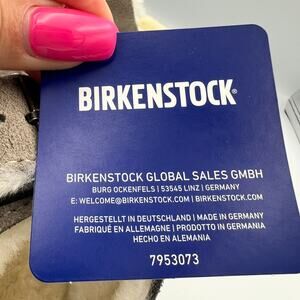 BIRKENSTOCK®
BIRKENSTOCK GLOBAL SALES GMBH
BURG OCKENFELS | 53545 LINZ | GERMANY
E: WELCOME@BIRKENSTOCK.COM | BIRKENSTOCK.COM
HERGESTELLT IN DEUTSCHLAND | MADE IN GERMANY
FABRIQUÉ EN ALLEMAGNE | PRODOTTO IN GERMANIA
HECHO EN ALEMANIA
7953073